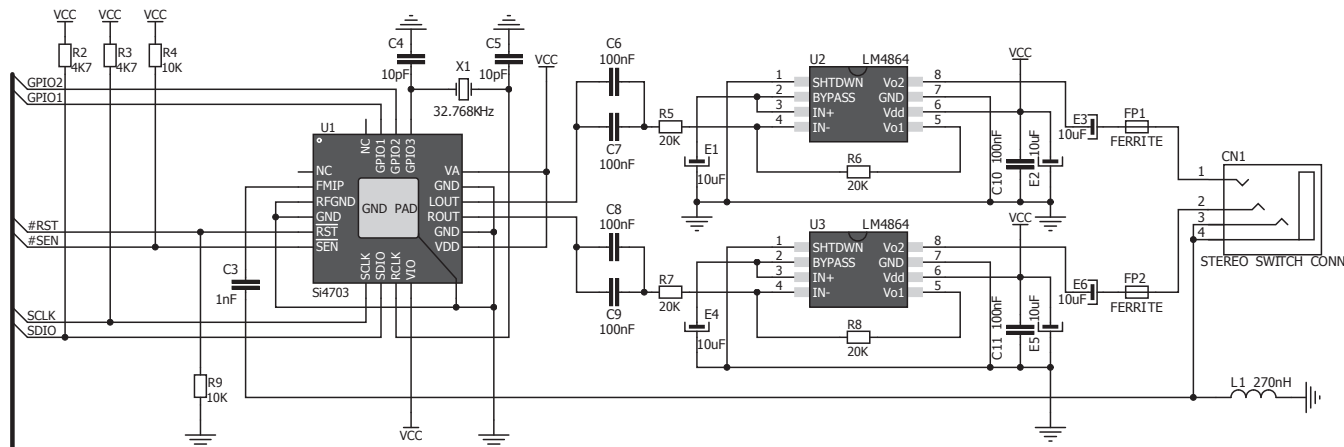 VCC VCC VCC
R2
4K7
R3
4K7
R4
10K
GPIO2
GPIO1
#RST
#SEN
SCLK
SDIO
C3
1nF
R9
10K
C4
10pF
C5
10pF
X1
32.768KHz
VCC
U1
NC
GPIO1
GPIO2
GPIO3
NC
FMIP
RFGND
GND
RST
SEN
GND PAD
VA
GND
LOUT
ROUT
GND
VDD
SCLK
SDIO
RCLK
VIO
Si4703
VCC
C6
100nF
C7
100nF
C8
100nF
C9
100nF
R5
20K
R7
20K
E1
10uF
U2 LM4864
1 SHTDWN Vo2 8
2 BYPASS GND 7
3 IN+ Vdd 6
4 IN- Vo1 5
R6
20K
VCC
C10 100nF
E2 10uF
E3
10uF
FP1
FERRITE
E4
10uF
U3 LM4864
1 SHTDWN Vo2 8
2 BYPASS GND 7
3 IN+ Vdd 6
4 IN- Vo1 5
R8
20K
VCC
C11 100nF
E5 10uF
E6
10uF
FP2
FERRITE
CN1
1
2
3
4
STEREO SWITCH CONN
L1 270nH